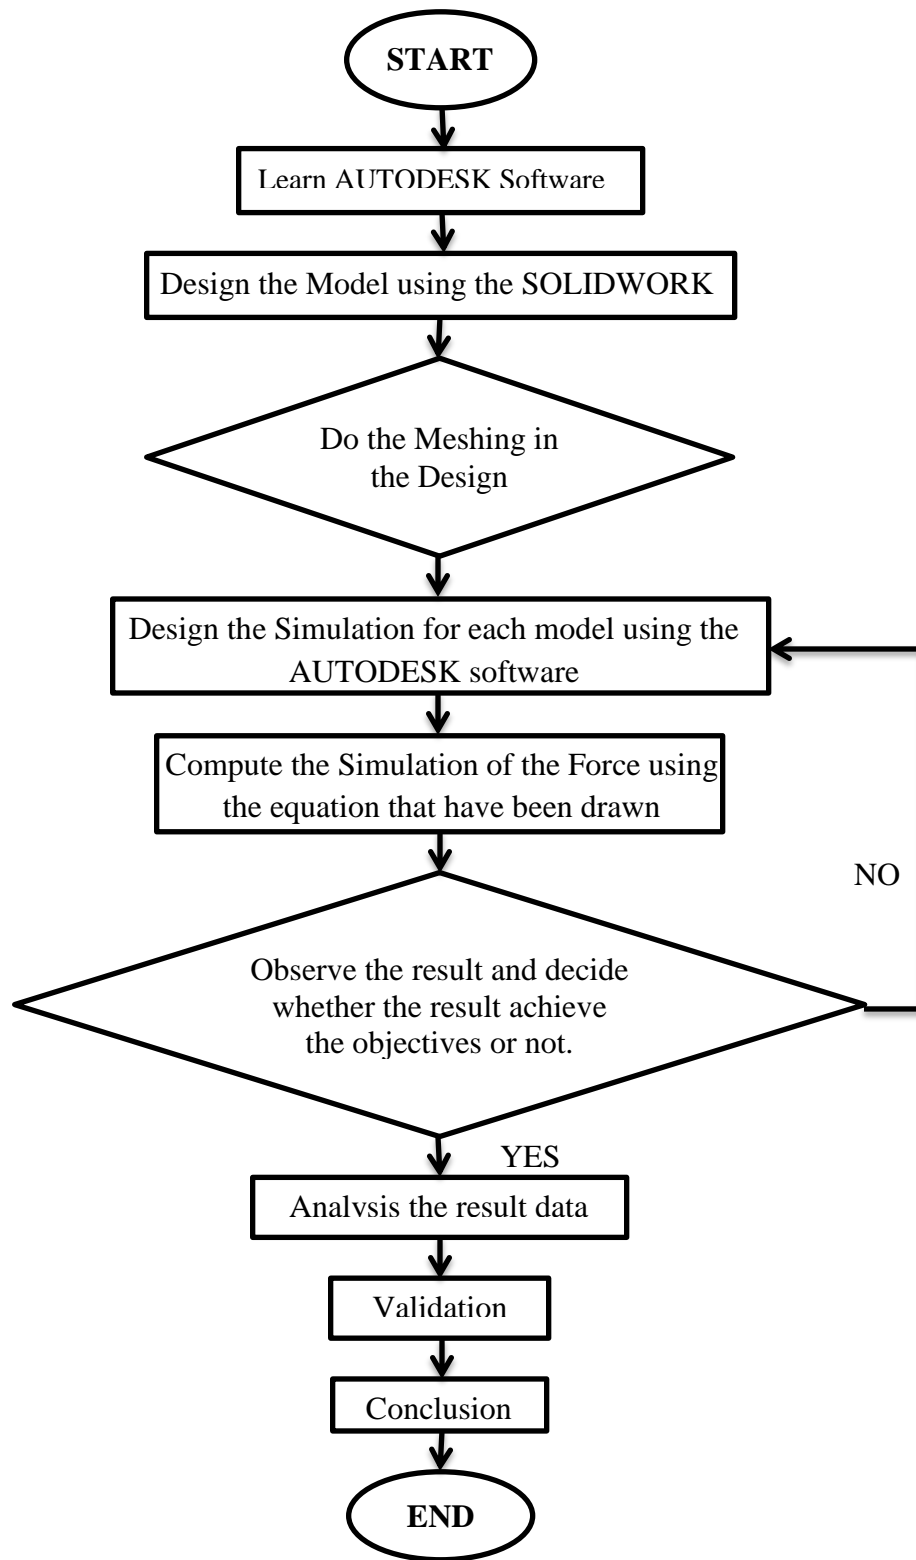 START
Learn AUTODESK Software
Design the Model using the SOLIDWORK
Do the Meshing in
the Design
Design the Simulation for each model using the
AUTODESK software
Compute the Simulation of the Force using
the equation that have been drawn
NO
Observe the result and decide
whether the result achieve
the objectives or not.
YES
Analysis the result data
Validation
Conclusion
END